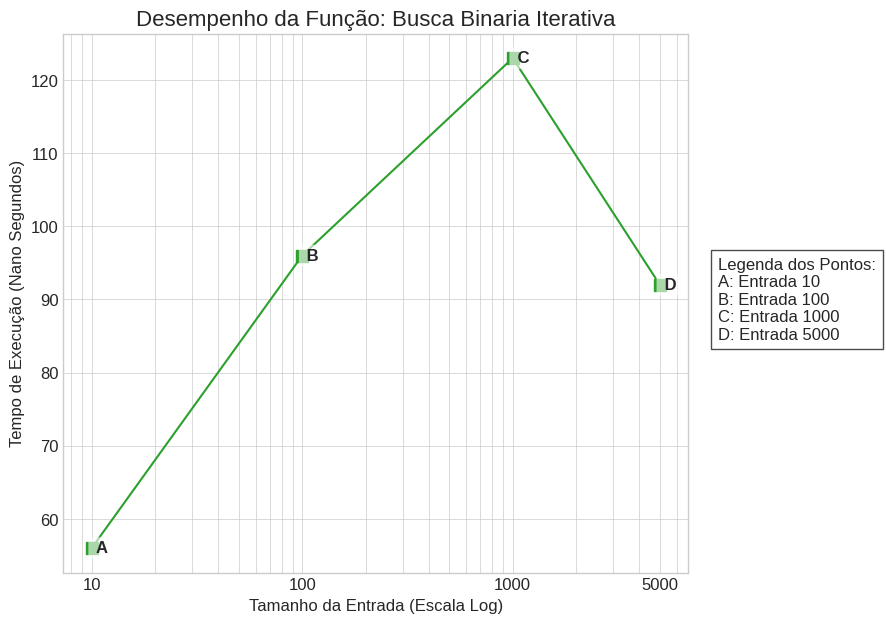 Desempenho da Função: Busca Binaria Iterativa
Tempo de Execução (Nano Segundos)
120
110
100
90
80
70
60
A
B
C
D
10
100
1000
5000
Tamanho da Entrada (Escala Log)
Legenda dos Pontos:
A: Entrada 10
B: Entrada 100
C: Entrada 1000
D: Entrada 5000